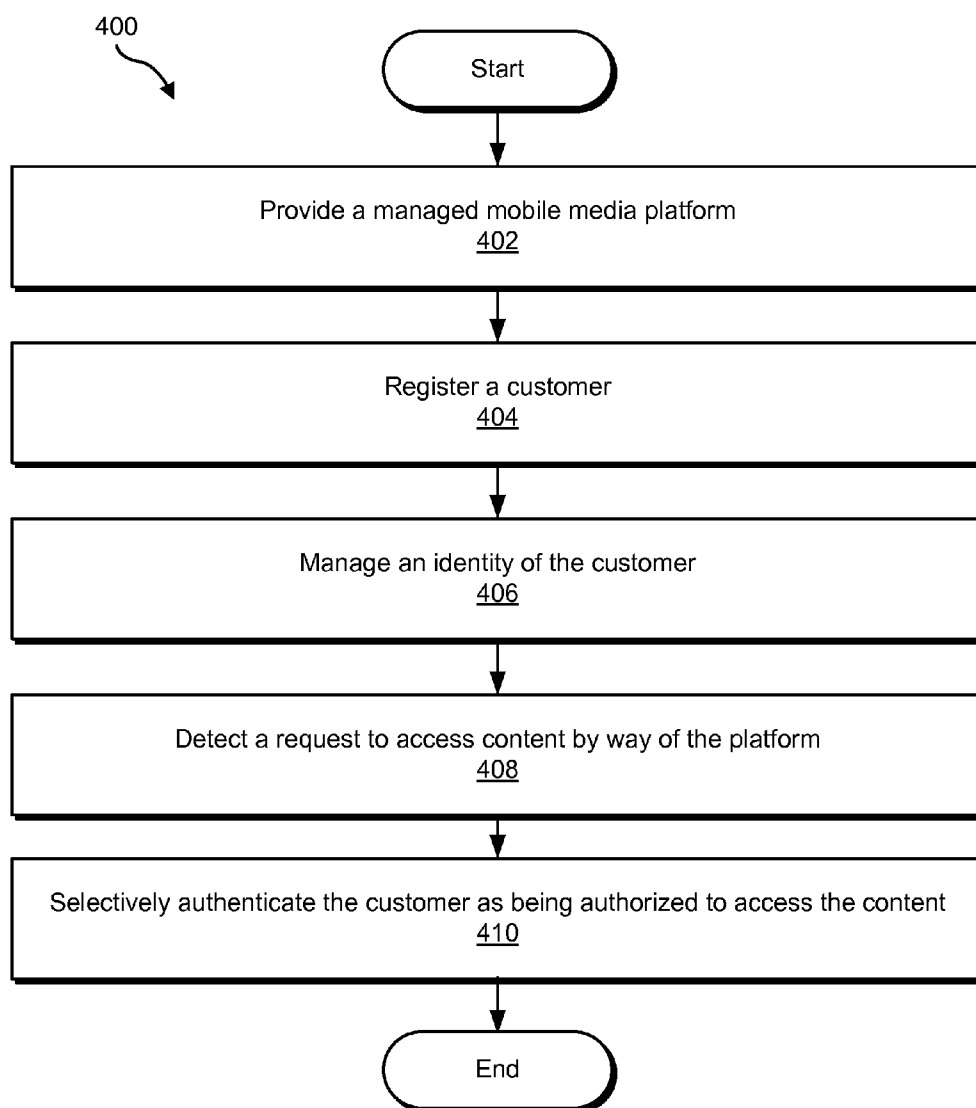 400
Start
Provide a managed mobile media platform
402
Register a customer
404
Manage an identity of the customer
406
Detect a request to access content by way of the platform
408
Selectively authenticate the customer as being authorized to access the content
410
End